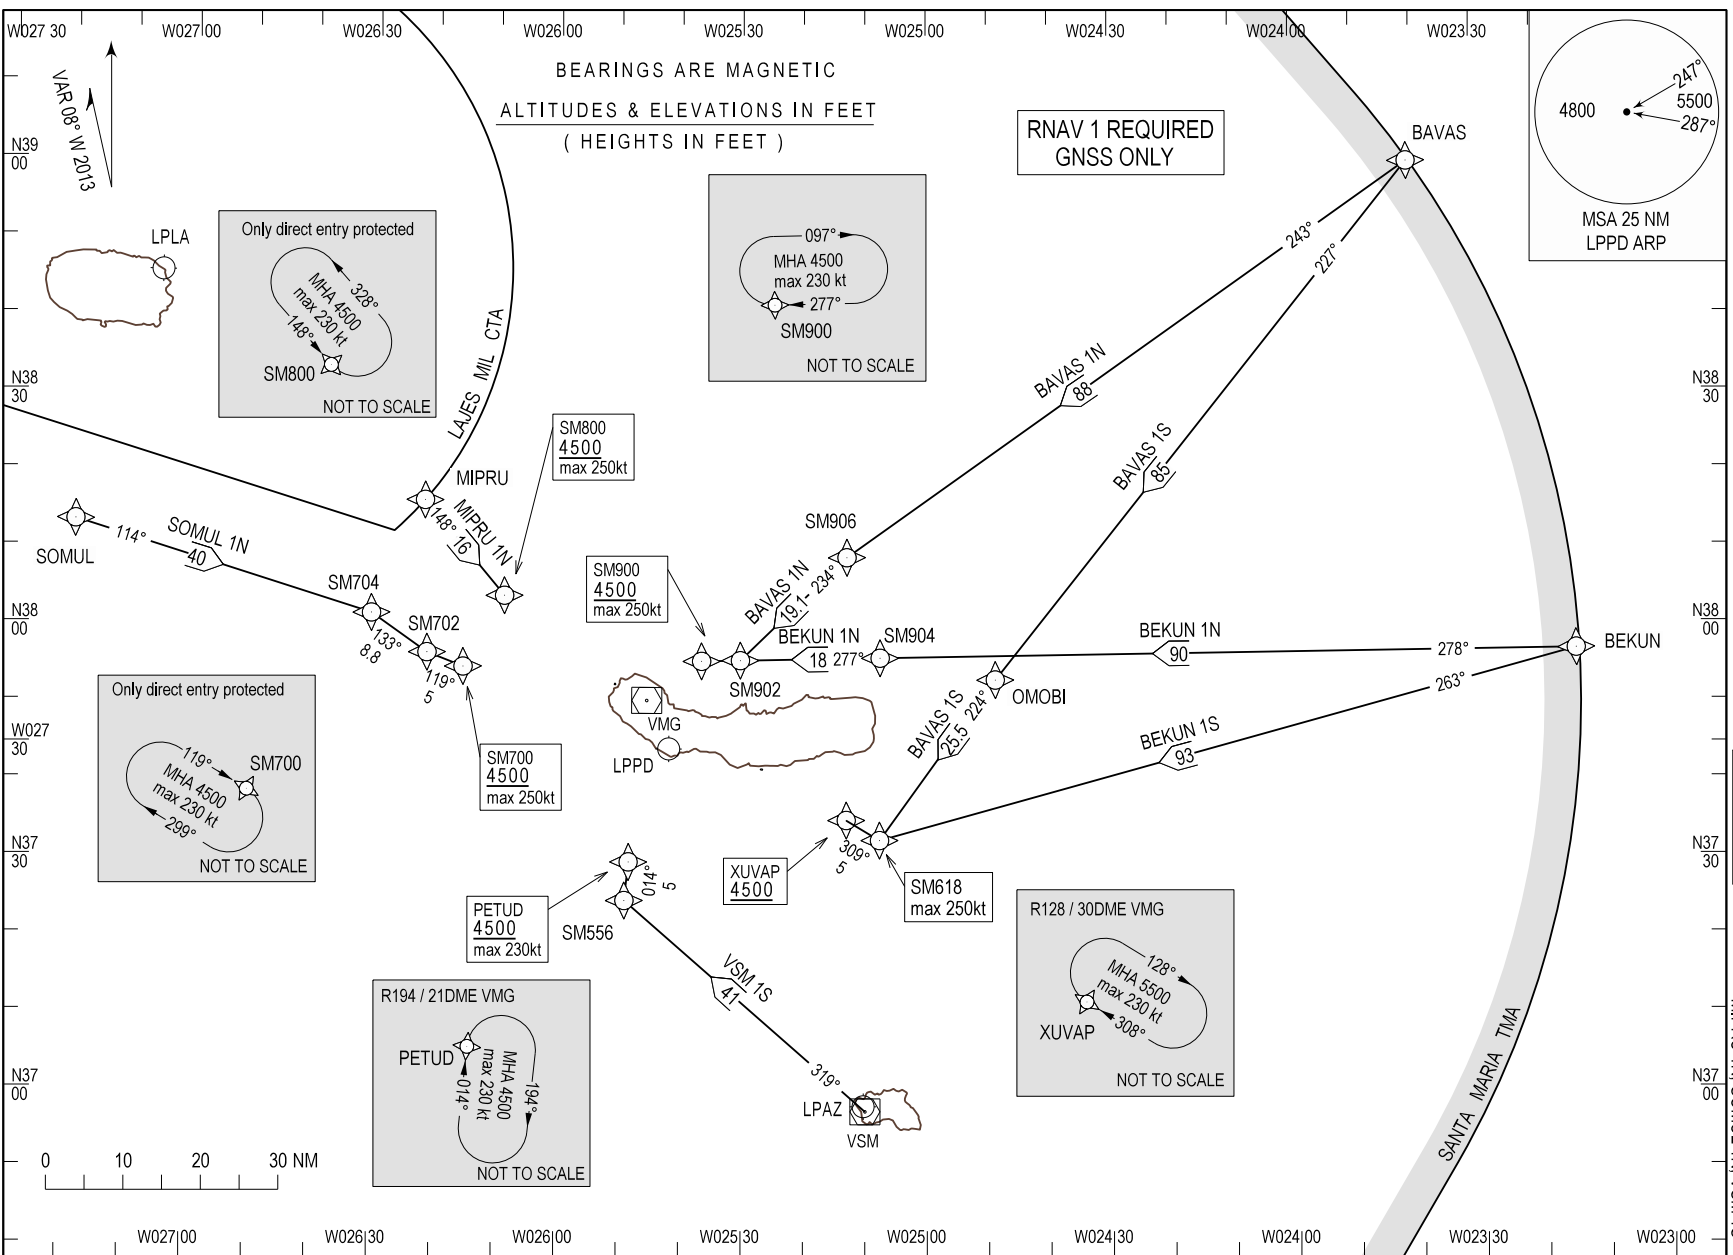 W027 30
W027 00
W026 30
W026 00
W025 30
W025 00
W024 30
W024 00
W023 30
VAR 08° W 2013
BEARINGS ARE MAGNETIC
ALTITUDES & ELEVATIONS IN FEET
( HEIGHTS IN FEET )
RNAV 1 REQUIRED
GNSS ONLY
247°
5500
4800
287°
MSA 25 NM
LPPD ARP
BAVAS
N39
00
LPLA
Only direct entry protected
328°
MHA 4500
max 230 kt
148°
SM800
NOT TO SCALE
LAJES MIL CTA
097°
MHA 4500
max 230 kt
277°
SM900
NOT TO SCALE
243°
227°
N38
30
N38
30
BAVAS 1N
88
BAVAS 1S
85
SM800
4500
max 250kt
MIPRU
148°
MIPRU 1N
16
SOMUL
114°
SOMUL 1N
40
SM704
133°
8.8
SM702
119°
5
SM906
BAVAS 1N
19.1- 234°
SM900
4500
max 250kt
BEKUN 1N
18 277°
SM904
SM902
BEKUN 1N
90
278°
BEKUN
263°
N38
00
N38
00
OMOBI
BAVAS 1S
25.5 224°
BEKUN 1S
93
VMG
LPPD
SM700
4500
max 250kt
Only direct entry protected
119°
SM700
MHA 4500
max 230 kt
299°
NOT TO SCALE
W027
30
N37
30
N37
30
309°
5
XUVAP
4500
SM618
max 250kt
014°
5
PETUD
4500
max 230kt
SM556
VSM 1S
41
319°
LPAZ
VSM
R194 / 21DME VMG
PETUD
014°
MHA 4500
max 230 kt
194°
NOT TO SCALE
R128 / 30DME VMG
128°
MHA 5500
max 230 kt
308°
XUVAP
NOT TO SCALE
SANTA MARIA TMA
N37
00
N37
00
0 10 20 30 NM
W027 00
W026 30
W026 00
W025 30
W025 00
W024 30
W024 00
W023 30
W023 00